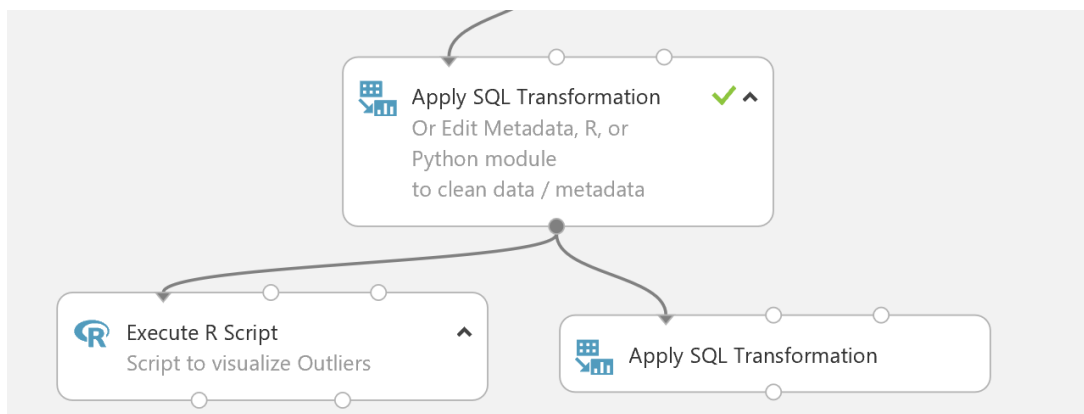 Apply SQL Transformation
Or Edit Metadata, R, or
Python module
to clean data / metadata
R
Execute R Script
Script to visualize Outliers
Apply SQL Transformation